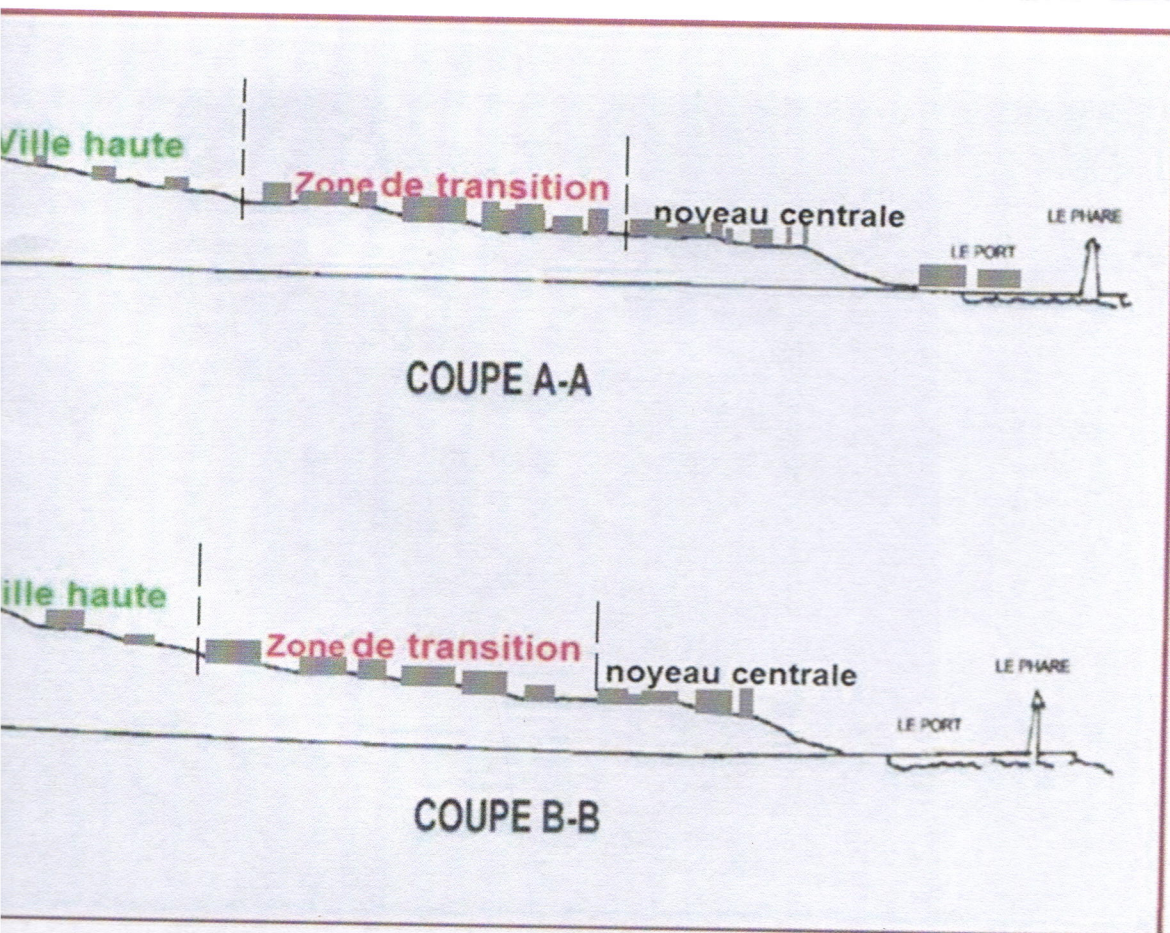 Ville haute
Zone de transition
noyeau centrale
LE PHARE
LE PORT
COUPE A-A
ille haute
Zone de transition
noyeau centrale
LE PHARE
LE PORT
COUPE B-B